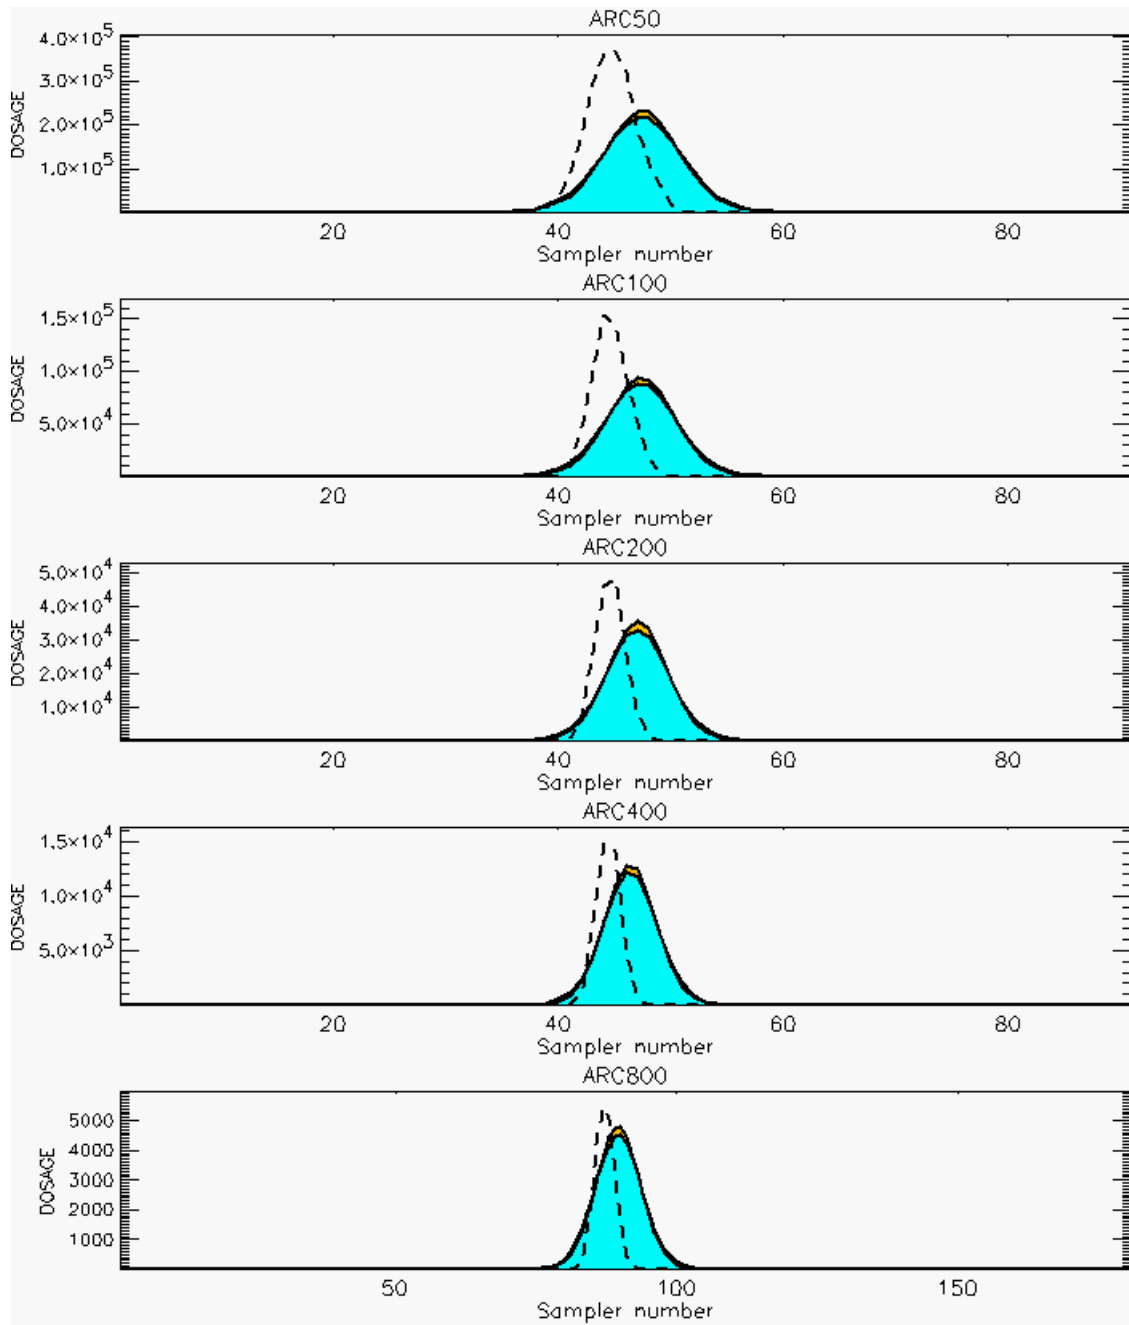 ARC50
4.0×10⁵
3.0×10⁵
2.0×10⁵
1.0×10⁵
DOSAGE
20 40 60 80
Sampler number
ARC100
1.5×10⁵
1.0×10⁵
5.0×10⁴
DOSAGE
20 40 60 80
Sampler number
ARC200
5.0×10⁴
4.0×10⁴
3.0×10⁴
2.0×10⁴
1.0×10⁴
DOSAGE
20 40 60 80
Sampler number
ARC400
1.5×10⁴
1.0×10⁴
5.0×10³
DOSAGE
20 40 60 80
Sampler number
ARC800
5000
4000
3000
2000
1000
DOSAGE
50 100 150
Sampler number